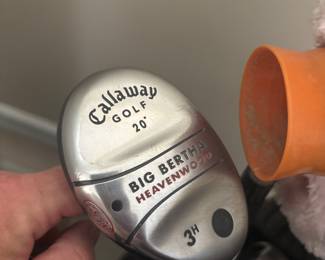 Callaway
GOLF
20°
BIG BERTHA
HEAVENWOOD
3H